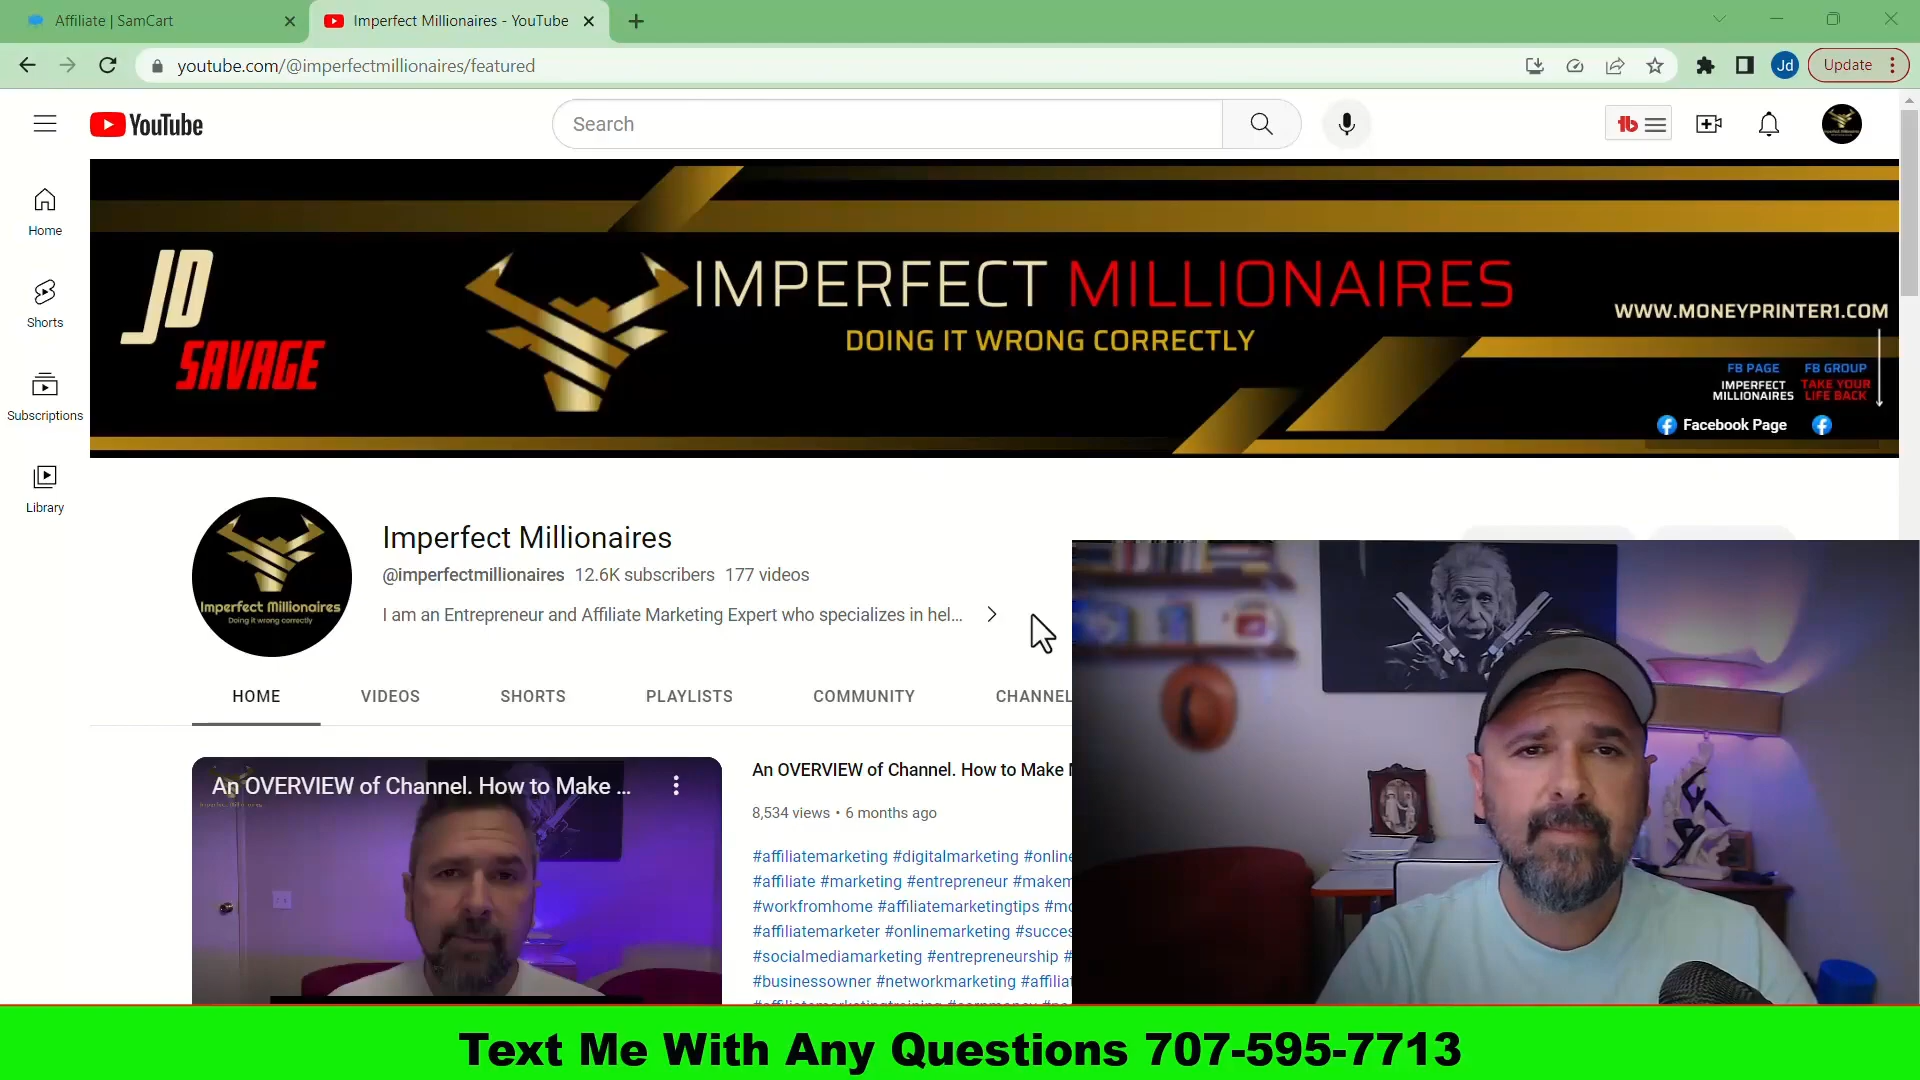 Affiliate | SamCart
Imperfect Millionaires - YouTube
youtube.com/@imperfectmillionaires/featured
Jd
Update
YouTube
Search
tb
Home
Shorts
Subscriptions
Library
JD
SAVAGE
IMPERFECT MILLIONAIRES
DOING IT WRONG CORRECTLY
WWW.MONEYPRINTER1.COM
FB PAGE FB GROUP
IMPERFECT TAKE YOUR
MILLIONAIRES LIFE BACK
Facebook Page
Imperfect Millionaires
Doing it wrong correctly
Imperfect Millionaires
@imperfectmillionaires 12.6K subscribers 177 videos
I am an Entrepreneur and Affiliate Marketing Expert who specializes in hel...
HOME VIDEOS SHORTS PLAYLISTS COMMUNITY CHANNEL
An OVERVIEW of Channel. How to Make ...
An OVERVIEW of Channel. How to Make
8,534 views • 6 months ago
#affiliatemarketing #digitalmarketing #online
#affiliate #marketing #entrepreneur #makem
#workfromhome #affiliatemarketingtips #mo
#affiliatemarketer #onlinemarketing #succes
#socialmediamarketing #entrepreneurship #
#businessowner #networkmarketing #affiliat
Text Me With Any Questions 707-595-7713